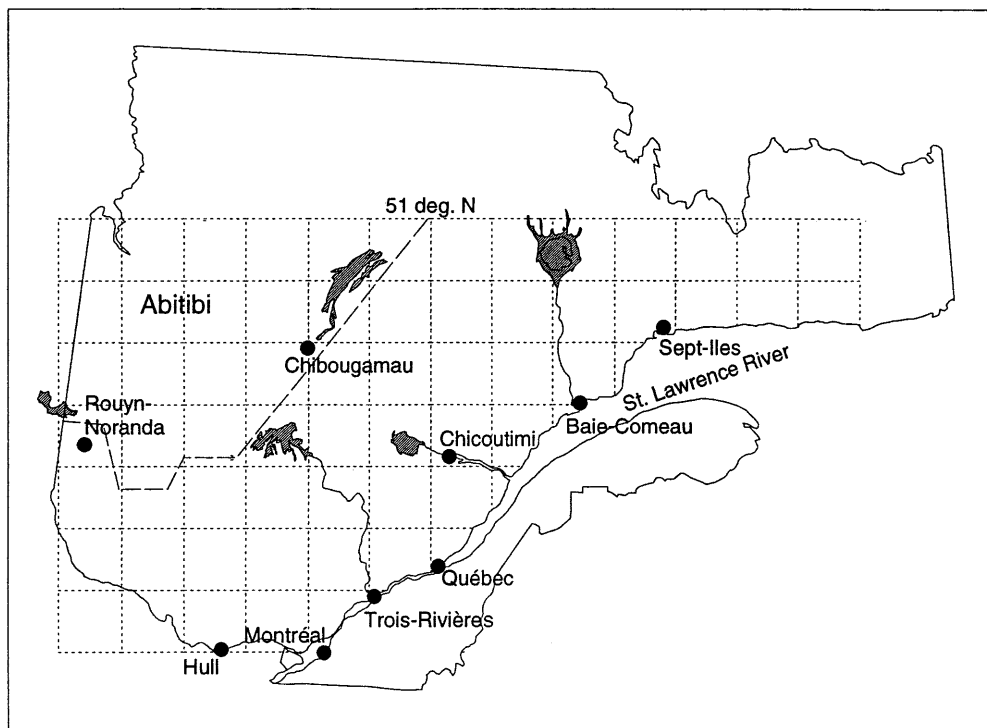 51 deg. N
Abitibi
Sept-Iles
Chibougamau
St. Lawrence River
Rouyn-
Noranda
Baie-Comeau
Chicoutimi
Québec
Trois-Rivières
Montréal
Hull